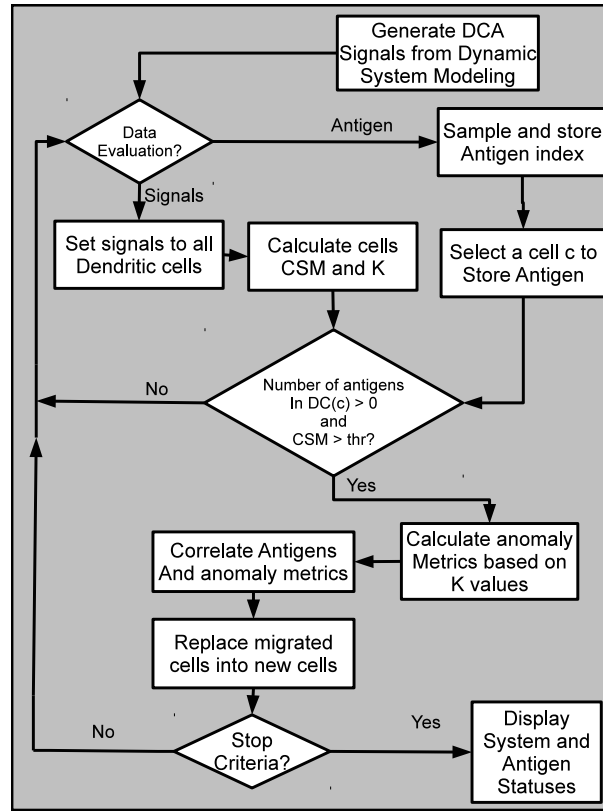 Generate DCA
Signals from Dynamic
System Modeling
Data
Evaluation?
Antigen
Sample and store
Antigen index
Signals
Set signals to all
Dendritic cells
Calculate cells
CSM and K
Select a cell c to
Store Antigen
Number of antigens
In DC(c) > 0
and
CSM > thr?
No
Yes
Calculate anomaly
Metrics based on
K values
Correlate Antigens
And anomaly metrics
Replace migrated
cells into new cells
Stop
Criteria?
No
Yes
Display
System and
Antigen
Statuses